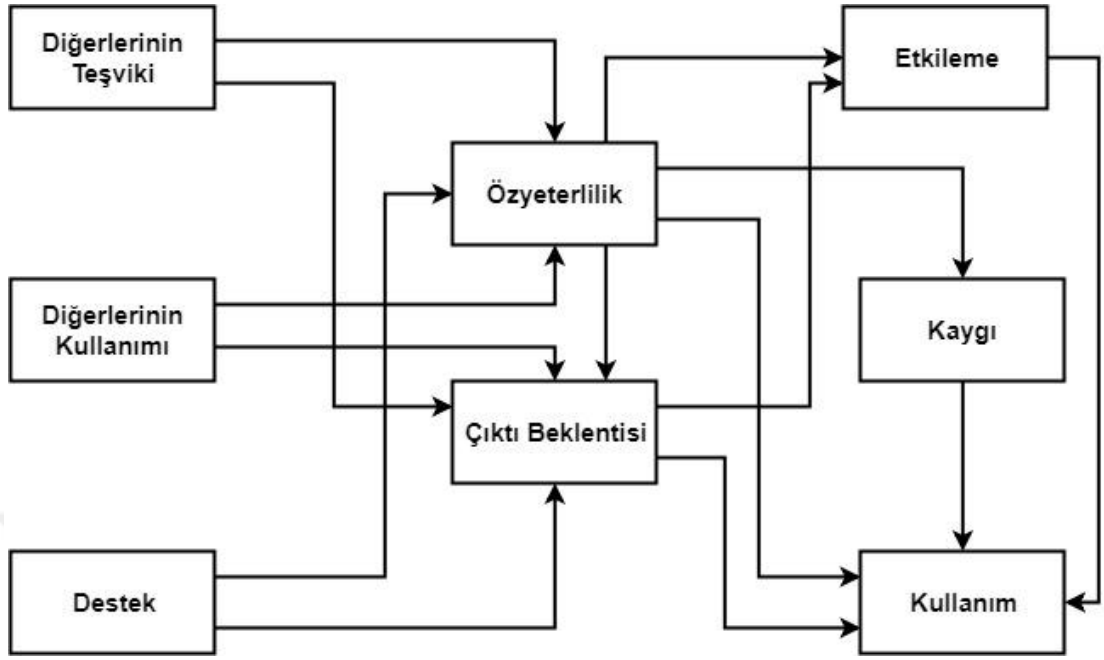 Diğerlerinin
Teşviki
Etkileme
Özyeterlilik
Diğerlerinin
Kullanımı
Kaygı
Çıktı Beklentisi
Destek
Kullanım